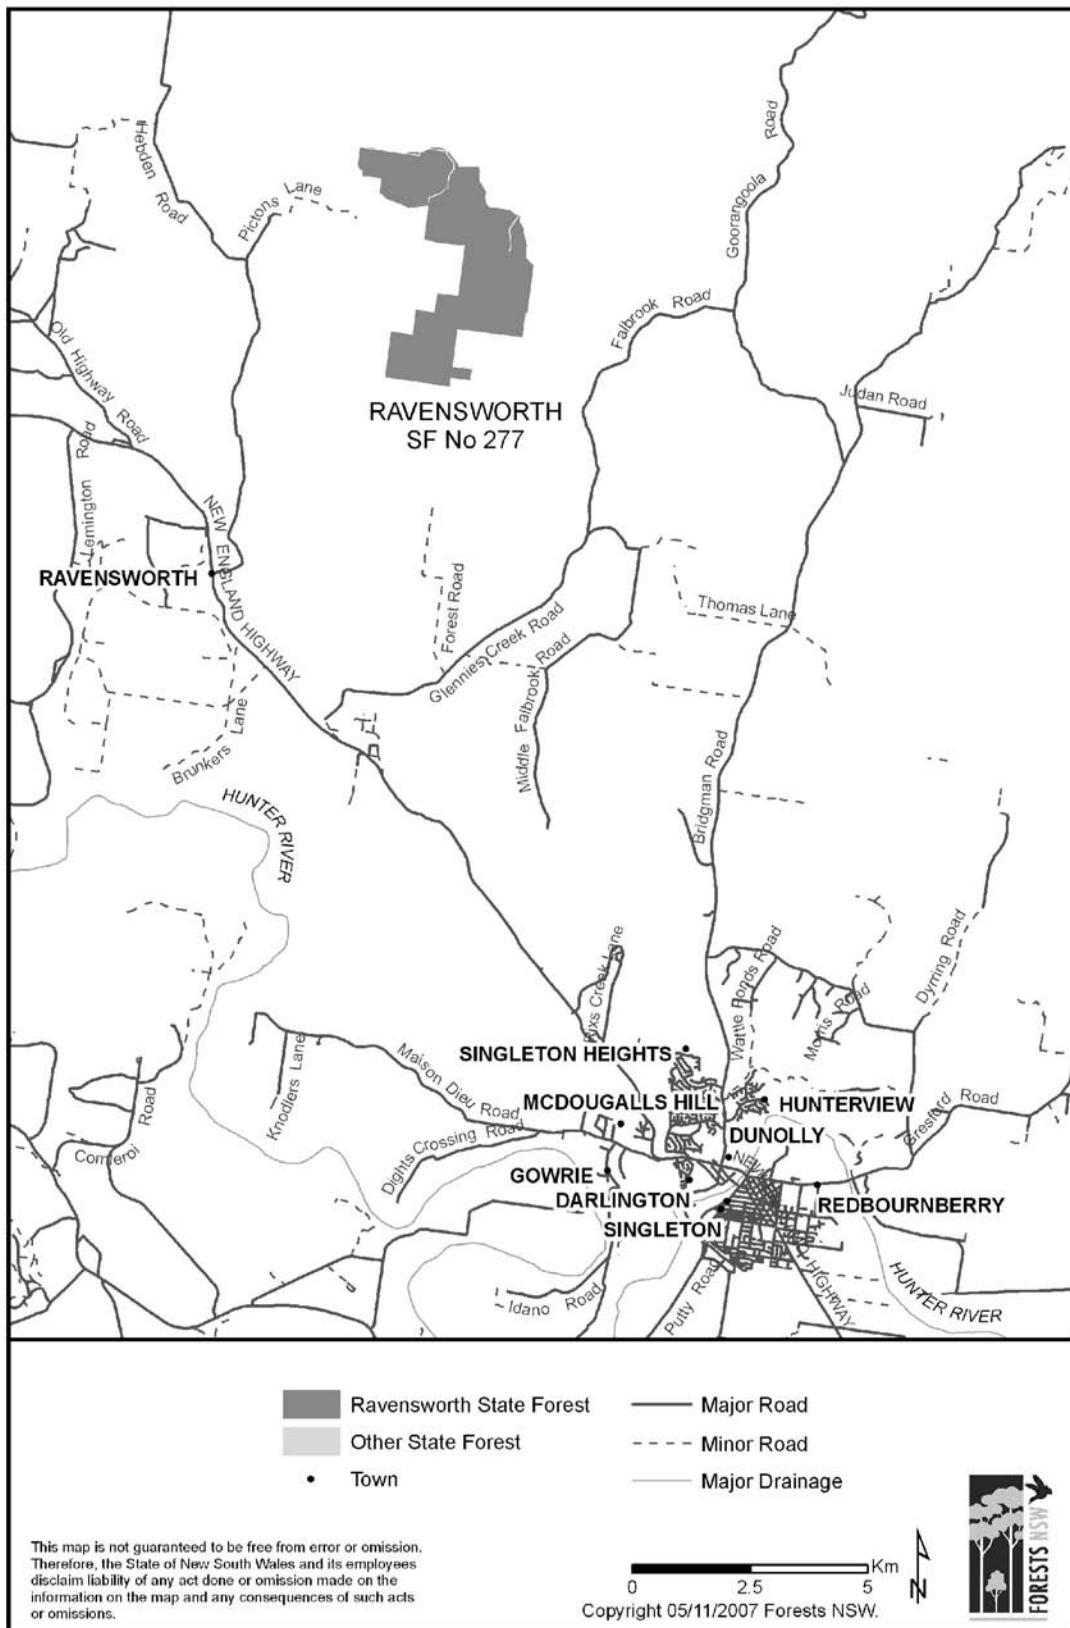 Hebden Road
Pictons Lane
Goorangoola Road
Falbrook Road
Old Highway Road
Judan Road
RAVENSWORTH
SF No 277
Lemington Road
NEW ENGLAND HIGHWAY
RAVENSWORTH
Forest Road
Thomas Lane
Glennies Creek Road
Middle Falbrook Road
Brunkers Lane
Bridgman Road
HUNTER RIVER
Rixs Creek Lane
Wattle Ponds Road
Morris Road
Dyrring Road
SINGLETON HEIGHTS
Knodlers Lane
Maison Dieu Road
MCDOUGALLS HILL
HUNTERVIEW
Gresford Road
Comleroi Road
Dights Crossing Road
DUNOLLY
NEW
GOWRIE
DARLINGTON
REDBOURNBERRY
SINGLETON
Idano Road
Putty Road
HIGHWAY
HUNTER RIVER
Ravensworth State Forest
Major Road
Other State Forest
Minor Road
Town
Major Drainage
This map is not guaranteed to be free from error or omission.
Therefore, the State of New South Wales and its employees
disclaim liability of any act done or omission made on the
information on the map and any consequences of such acts
or omissions.
Km
0 2.5 5
N
Copyright 05/11/2007 Forests NSW.
FORESTS NSW